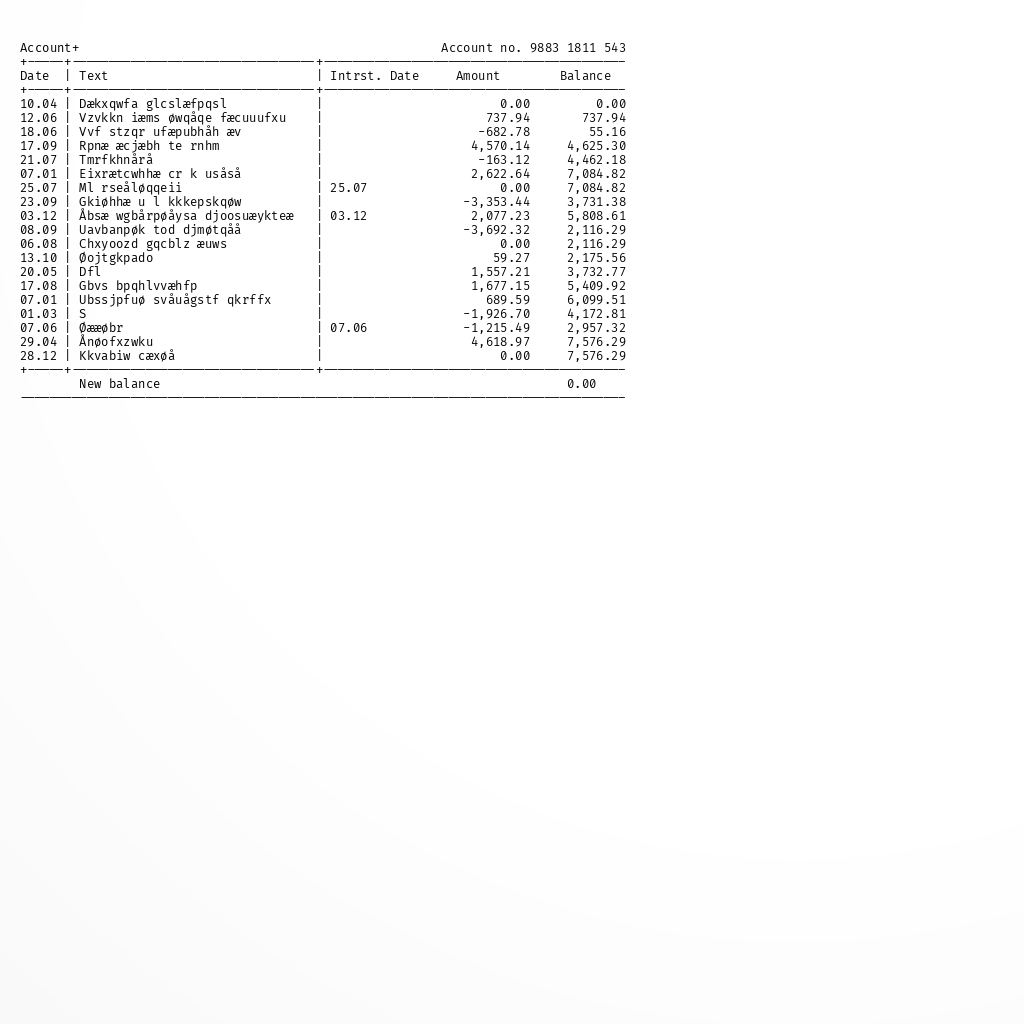 Account+ Account no. 9883 1811 543
Date | Text | Intrst. Date Amount Balance
10.04 | Dækxqwfa glcslæfpqsl | 0.00 0.00
12.06 | Vzvkkn iæms øwqåqe fæcuuufxu | 737.94 737.94
18.06 | Vvf stzqr ufæpubhåh æv | -682.78 55.16
17.09 | Rpnæ æcjæbh te rnhm | 4,570.14 4,625.30
21.07 | Tmrfkhnårå | -163.12 4,462.18
07.01 | Eixrætcwhhæ cr k usåså | 2,622.64 7,084.82
25.07 | Ml rseåløqqeii | 25.07 0.00 7,084.82
23.09 | Gkiøhhæ u l kkkepskqøw | -3,353.44 3,731.38
03.12 | Åbsæ wgbårpøåysa djoosuæykteæ | 03.12 2,077.23 5,808.61
08.09 | Uavbanpøk tod djmøtqåå | -3,692.32 2,116.29
06.08 | Chxyoozd gqcblz æuws | 0.00 2,116.29
13.10 | Øojtgkpado | 59.27 2,175.56
20.05 | Dfl | 1,557.21 3,732.77
17.08 | Gbvs bpqhlvvæhfp | 1,677.15 5,409.92
07.01 | Ubssjpfuø svåuågstf qkrffx | 689.59 6,099.51
01.03 | S | -1,926.70 4,172.81
07.06 | Øææøbr | 07.06 -1,215.49 2,957.32
29.04 | Ånøofxzwku | 4,618.97 7,576.29
28.12 | Kkvabiw cæxøå | 0.00 7,576.29
New balance 0.00